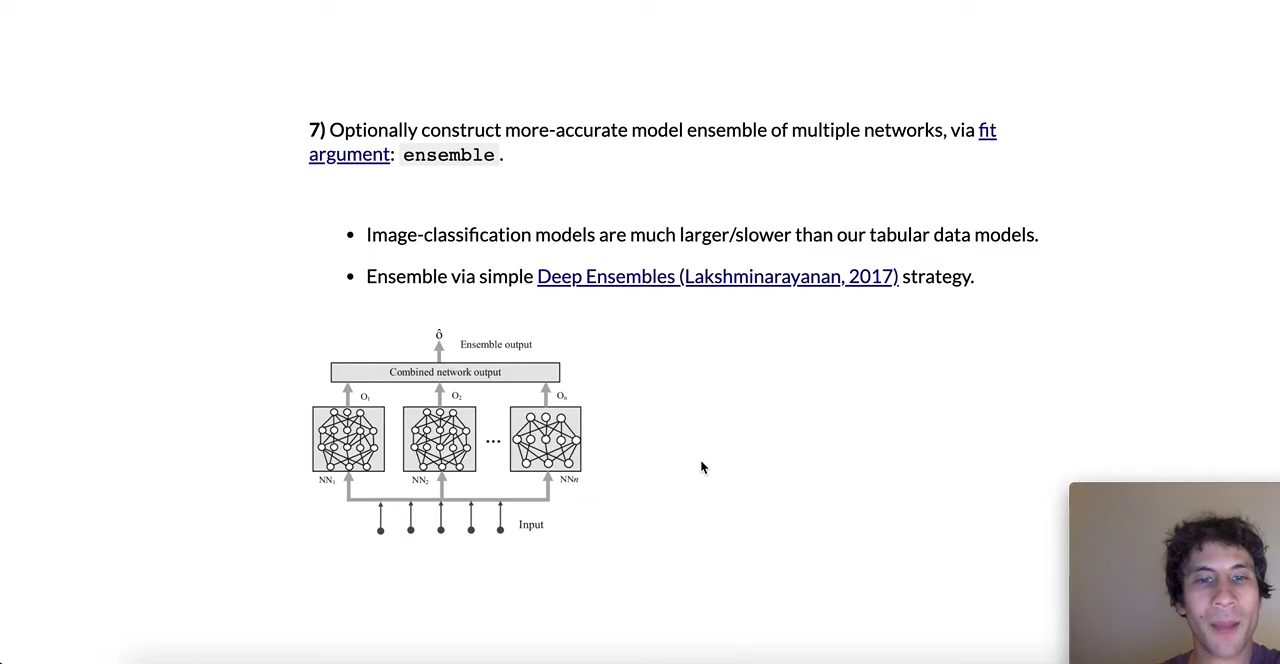 7) Optionally construct more-accurate model ensemble of multiple networks, via fit
argument: ensemble.
• Image-classification models are much larger/slower than our tabular data models.
• Ensemble via simple Deep Ensembles (Lakshminarayanan, 2017) strategy.
ô
Ensemble output
Combined network output
O₁ O₂ Oₙ
...
NN₁ NN₂ NNn
Input